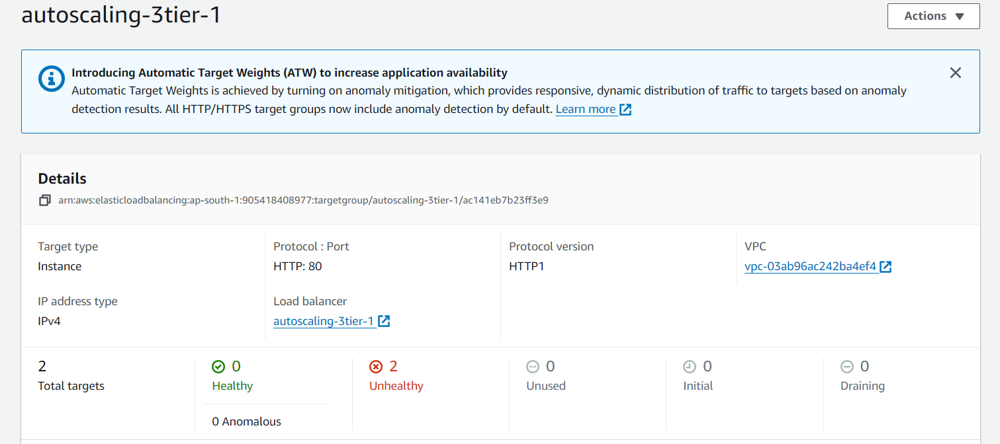 autoscaling-3tier-1
Actions
Introducing Automatic Target Weights (ATW) to increase application availability
Automatic Target Weights is achieved by turning on anomaly mitigation, which provides responsive, dynamic distribution of traffic to targets based on anomaly
detection results. All HTTP/HTTPS target groups now include anomaly detection by default. Learn more
Details
arn:aws:elasticloadbalancing:ap-south-1:905418408977:targetgroup/autoscaling-3tier-1/ac141eb7b23ff3e9
Target type
Instance
Protocol : Port
HTTP: 80
Protocol version
HTTP1
VPC
vpc-03ab96ac242ba4ef4
IP address type
IPv4
Load balancer
autoscaling-3tier-1
2
Total targets
0
Healthy
0 Anomalous
2
Unhealthy
0
Unused
0
Initial
0
Draining